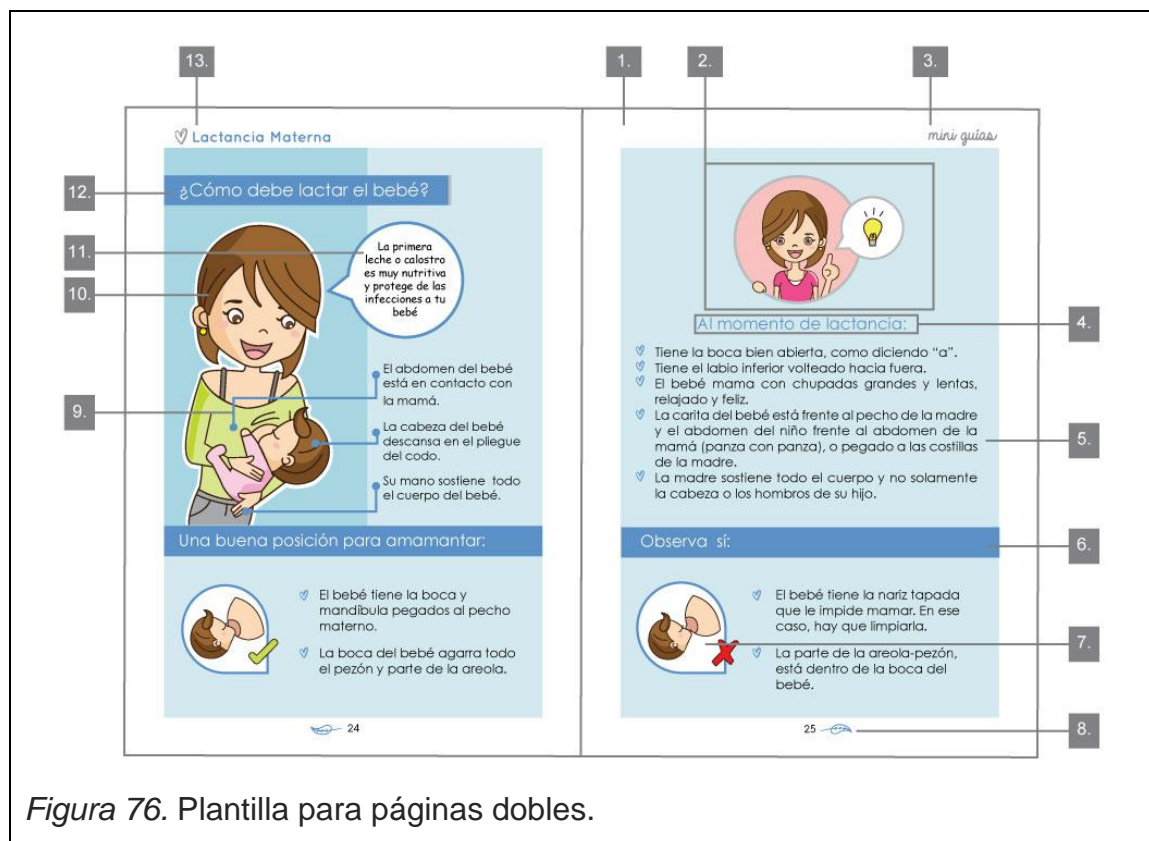 13.
1.
2.
3.
Lactancia Materna
mini guías
12.
¿Cómo debe lactar el bebé?
11.
La primera
leche o calostro
es muy nutritiva
y protege de las
infecciones a tu
bebé
10.
El abdomen del bebé
está en contacto con
la mamá.
9.
La cabeza del bebé
descansa en el pliegue
del codo.
Su mano sostiene todo
el cuerpo del bebé.
Una buena posición para amamantar:
El bebé tiene la boca y
mandíbula pegados al pecho
materno.
La boca del bebé agarra todo
el pezón y parte de la areola.
24
Al momento de lactancia:
4.
Tiene la boca bien abierta, como diciendo “a”.
Tiene el labio inferior volteado hacia fuera.
El bebé mama con chupadas grandes y lentas,
relajado y feliz.
La carita del bebé está frente al pecho de la madre
y el abdomen del niño frente al abdomen de la
mamá (panza con panza), o pegado a las costillas
de la madre.
5.
La madre sostiene todo el cuerpo y no solamente
la cabeza o los hombros de su hijo.
Observa sí:
6.
El bebé tiene la nariz tapada
que le impide mamar. En ese
caso, hay que limpiarla.
7.
La parte de la areola-pezón,
está dentro de la boca del
bebé.
25
8.
Figura 76. Plantilla para páginas dobles.